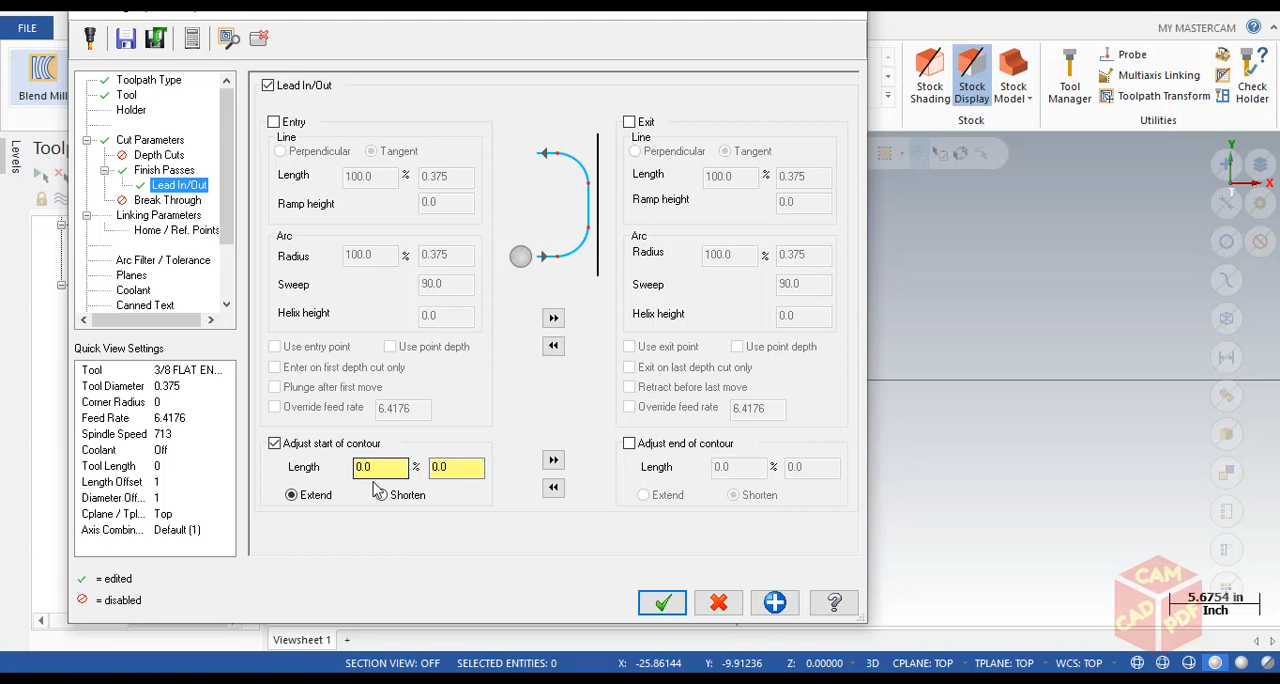 FILE
MY MASTERCAM
Blend Mill
Stock Shading
Stock Display
Stock Model
Tool Manager
Probe
Multiaxis Linking
Toolpath Transform
Check Holder
Stock
Utilities
Levels
Toolp
Toolpath Type
Tool
Holder
Cut Parameters
Depth Cuts
Finish Passes
Lead In/Out
Break Through
Linking Parameters
Home / Ref. Points
Arc Filter / Tolerance
Planes
Coolant
Canned Text
Quick View Settings
Tool 3/8 FLAT EN...
Tool Diameter 0.375
Corner Radius 0
Feed Rate 6.4176
Spindle Speed 713
Coolant Off
Tool Length 0
Length Offset 1
Diameter Off... 1
Cplane / Tpl... Top
Axis Combin... Default (1)
= edited
= disabled
Lead In/Out
Entry
Line
Perpendicular Tangent
Length 100.0 % 0.375
Ramp height 0.0
Arc
Radius 100.0 % 0.375
Sweep 90.0
Helix height 0.0
Use entry point Use point depth
Enter on first depth cut only
Plunge after first move
Override feed rate 6.4176
Adjust start of contour
Length 0.0 % 0.0
Extend Shorten
Exit
Line
Perpendicular Tangent
Length 100.0 % 0.375
Ramp height 0.0
Arc
Radius 100.0 % 0.375
Sweep 90.0
Helix height 0.0
Use exit point Use point depth
Exit on last depth cut only
Retract before last move
Override feed rate 6.4176
Adjust end of contour
Length 0.0 % 0.0
Extend Shorten
Y
X
CAM
CAD
PDF
5.6754 in
Inch
Viewsheet 1 +
SECTION VIEW: OFF SELECTED ENTITIES: 0 X: -25.86144 Y: -9.91236 Z: 0.00000 3D CPLANE: TOP TPLANE: TOP WCS: TOP